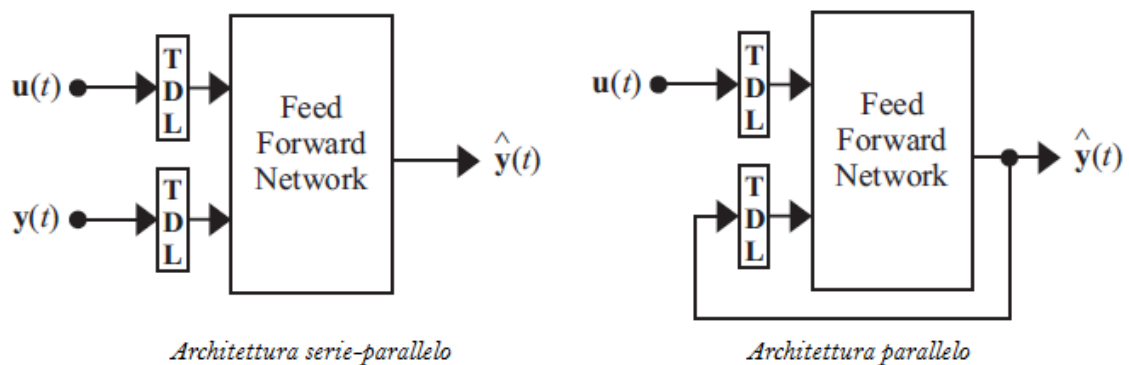 u(t)
T
D
L
y(t)
T
D
L
Feed
Forward
Network
ŷ(t)
Architettura serie-parallelo
u(t)
T
D
L
T
D
L
Feed
Forward
Network
ŷ(t)
Architettura parallelo